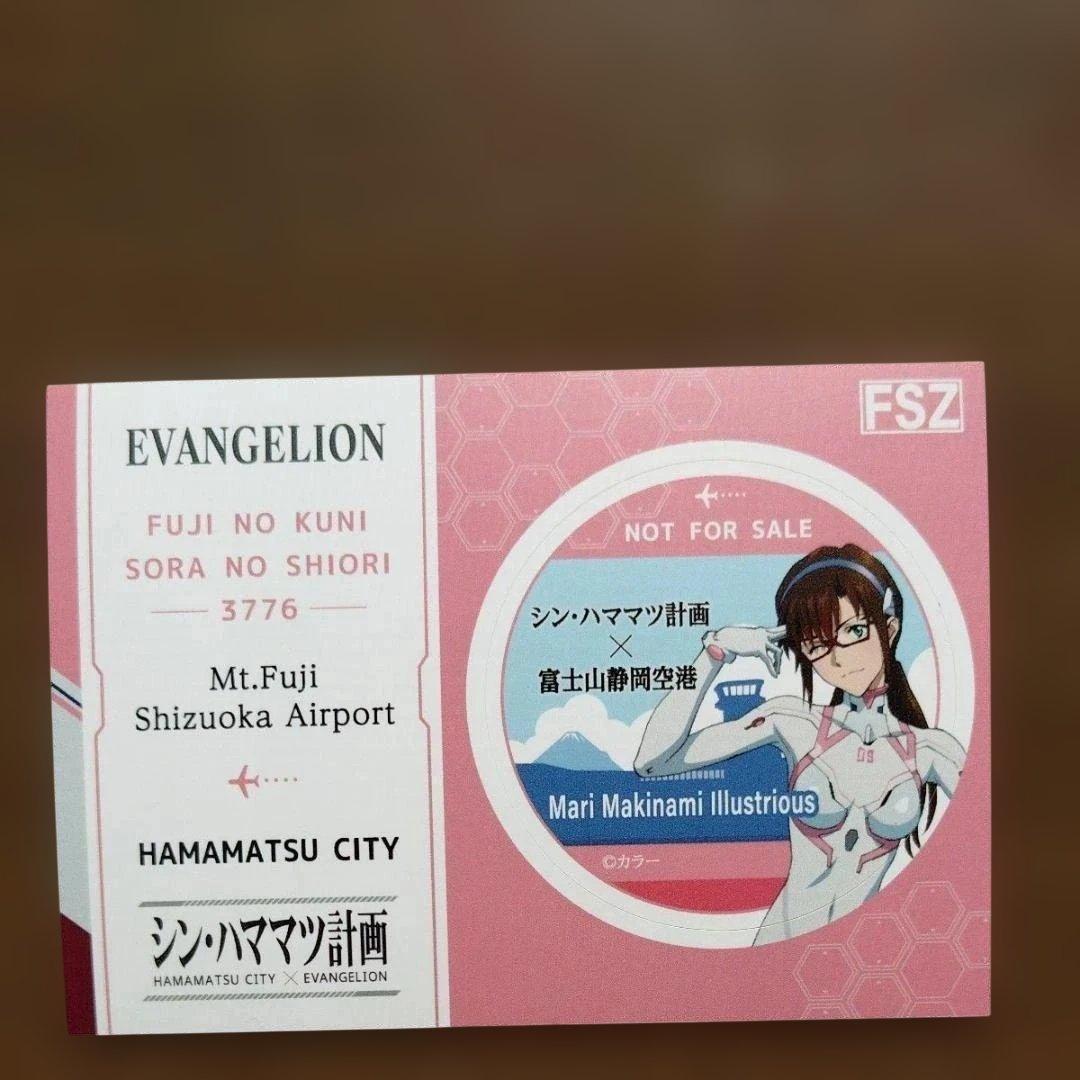 EVANGELION
FUJI NO KUNI
SORA NO SHIORI
3776
Mt.Fuji
Shizuoka Airport
HAMAMATSU CITY
シン・ハママツ計画
HAMAMATSU CITY × EVANGELION
FSZ
NOT FOR SALE
シン・ハママツ計画
×
富士山静岡空港
09
Mari Makinami Illustrious
©カラー